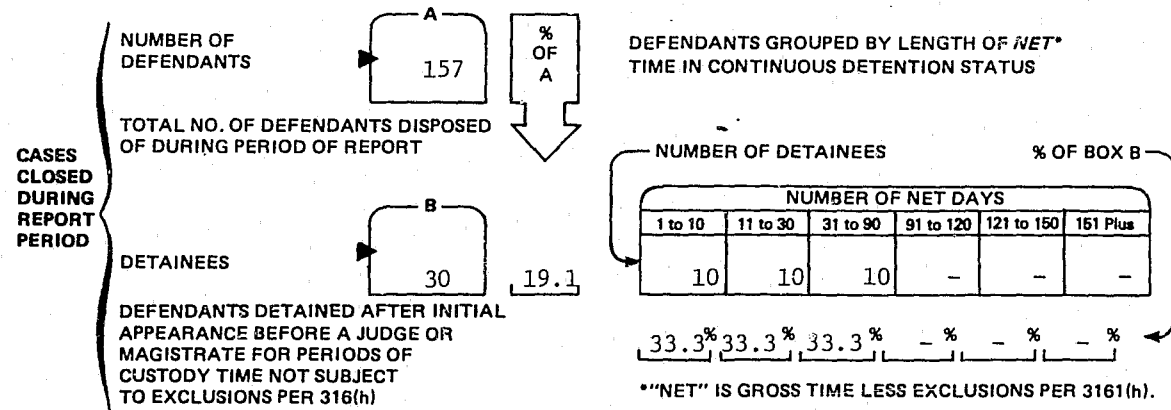 CASES
CLOSED
DURING
REPORT
PERIOD
NUMBER OF
DEFENDANTS
A
157
%
OF
A
TOTAL NO. OF DEFENDANTS DISPOSED
OF DURING PERIOD OF REPORT
DETAINEES
B
30
19.1
DEFENDANTS DETAINED AFTER INITIAL
APPEARANCE BEFORE A JUDGE OR
MAGISTRATE FOR PERIODS OF
CUSTODY TIME NOT SUBJECT
TO EXCLUSIONS PER 316(h)
DEFENDANTS GROUPED BY LENGTH OF NET*
TIME IN CONTINUOUS DETENTION STATUS
NUMBER OF DETAINEES % OF BOX B
NUMBER OF NET DAYS
1 to 10 11 to 30 31 to 90 91 to 120 121 to 150 151 Plus
10 10 10 – – –
33.3% 33.3% 33.3% – % – % – %
*"NET" IS GROSS TIME LESS EXCLUSIONS PER 3161(h).